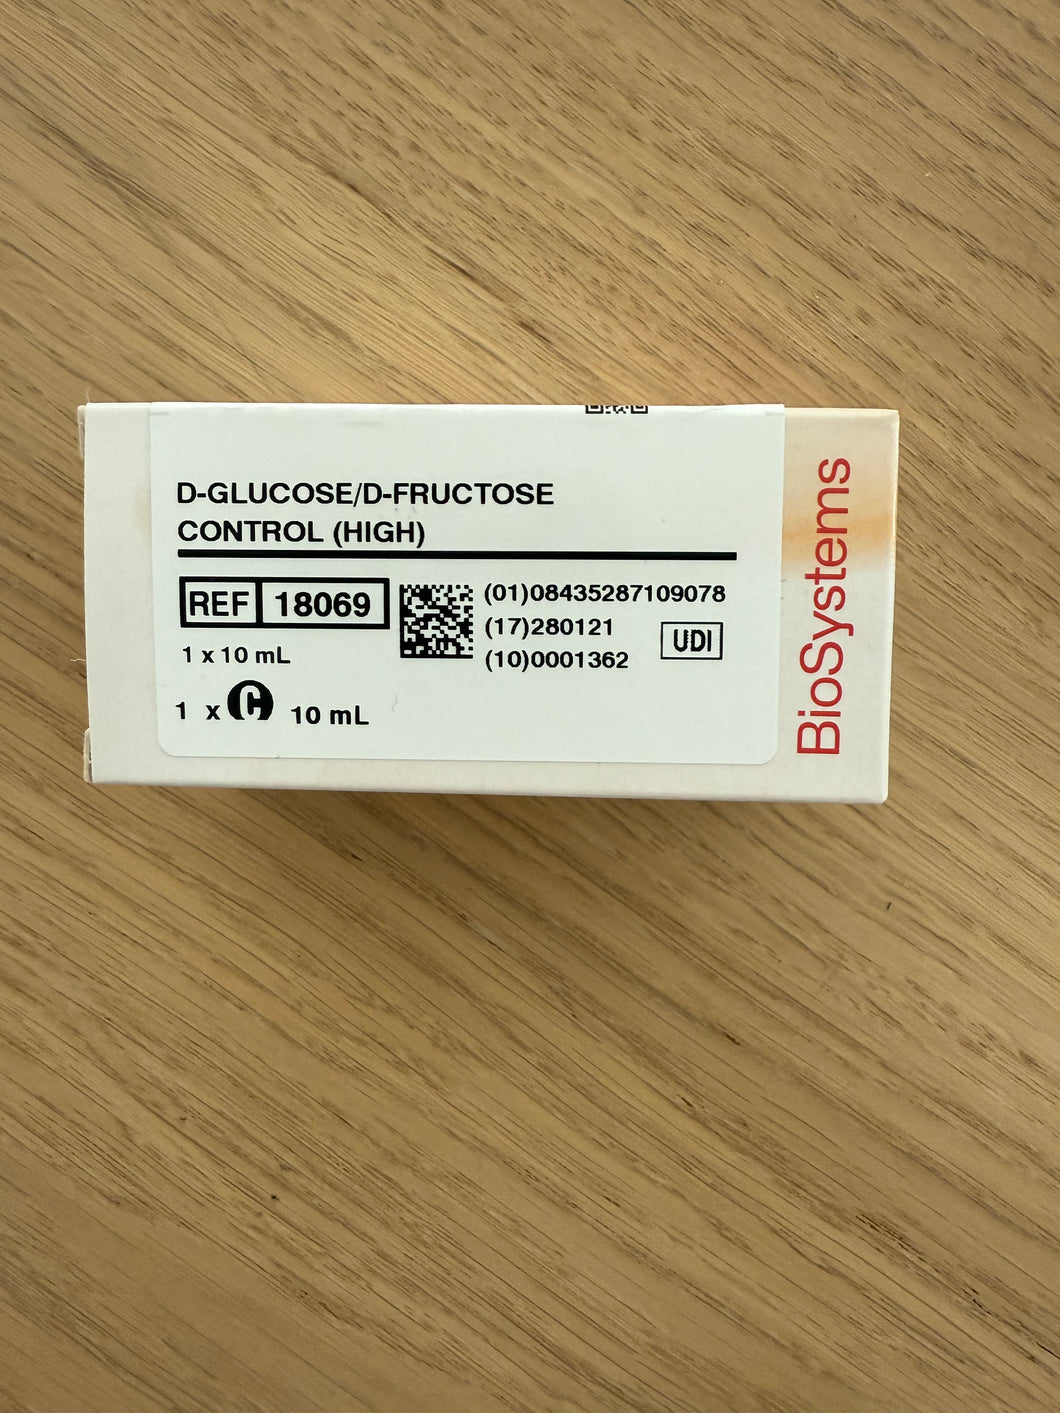 D-GLUCOSE/D-FRUCTOSE
CONTROL (HIGH)
REF 18069
(01)08435287109078
(17)280121
(10)0001362
UDI
1 x 10 mL
1 x C 10 mL
BioSystems